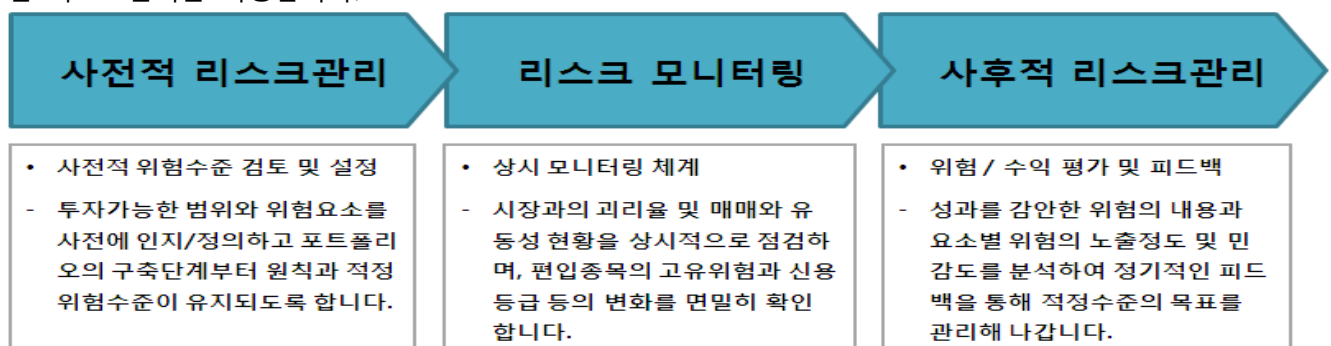 사전적 리스크관리
리스크 모니터링
사후적 리스크관리
• 사전적 위험수준 검토 및 설정
- 투자가능한 범위와 위험요소를
사전에 인지/정의하고 포트폴리
오의 구축단계부터 원칙과 적정
위험수준이 유지되도록 합니다.
• 상시 모니터링 체계
- 시장과의 괴리율 및 매매와 유
동성 현황을 상시적으로 점검하
며, 편입종목의 고유위험과 신용
등급 등의 변화를 면밀히 확인
합니다.
• 위험 / 수익 평가 및 피드백
- 성과를 감안한 위험의 내용과
요소별 위험의 노출정도 및 민
감도를 분석하여 정기적인 피드
백을 통해 적정수준의 목표를
관리해 나갑니다.